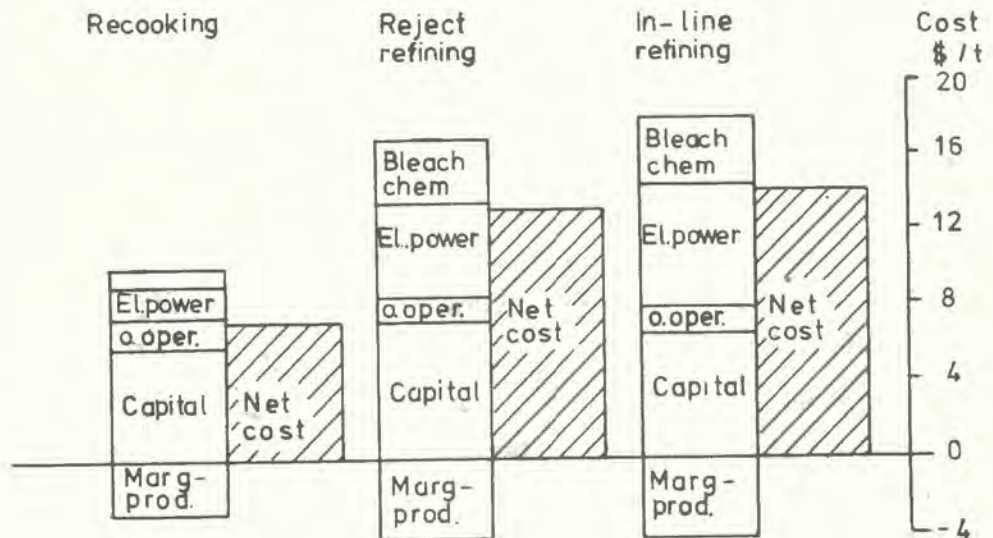 Recooking
Reject
refining
In-line
refining
Cost
$/t
20
16
12
8
4
0
-4
El.power
o.oper.
Capital
Net
cost
Marg-
prod.
Bleach
chem
El.power
o.oper.
Capital
Net
cost
Marg-
prod.
Bleach
chem
El.power
o.oper.
Capital
Net
cost
Marg-
prod.